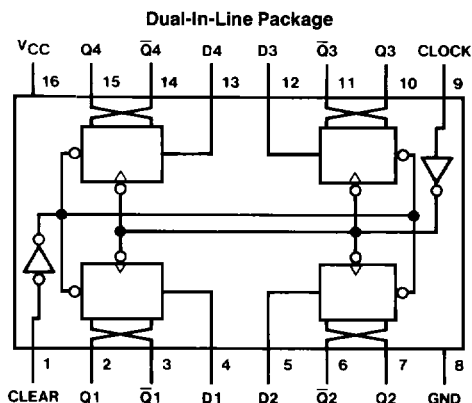 Dual-In-Line Package
VCC Q4 Q̅4 D4 D3 Q̅3 Q3 CLOCK
16 15 14 13 12 11 10 9
1 2 3 4 5 6 7 8
CLEAR Q1 Q̅1 D1 D2 Q̅2 Q2 GND